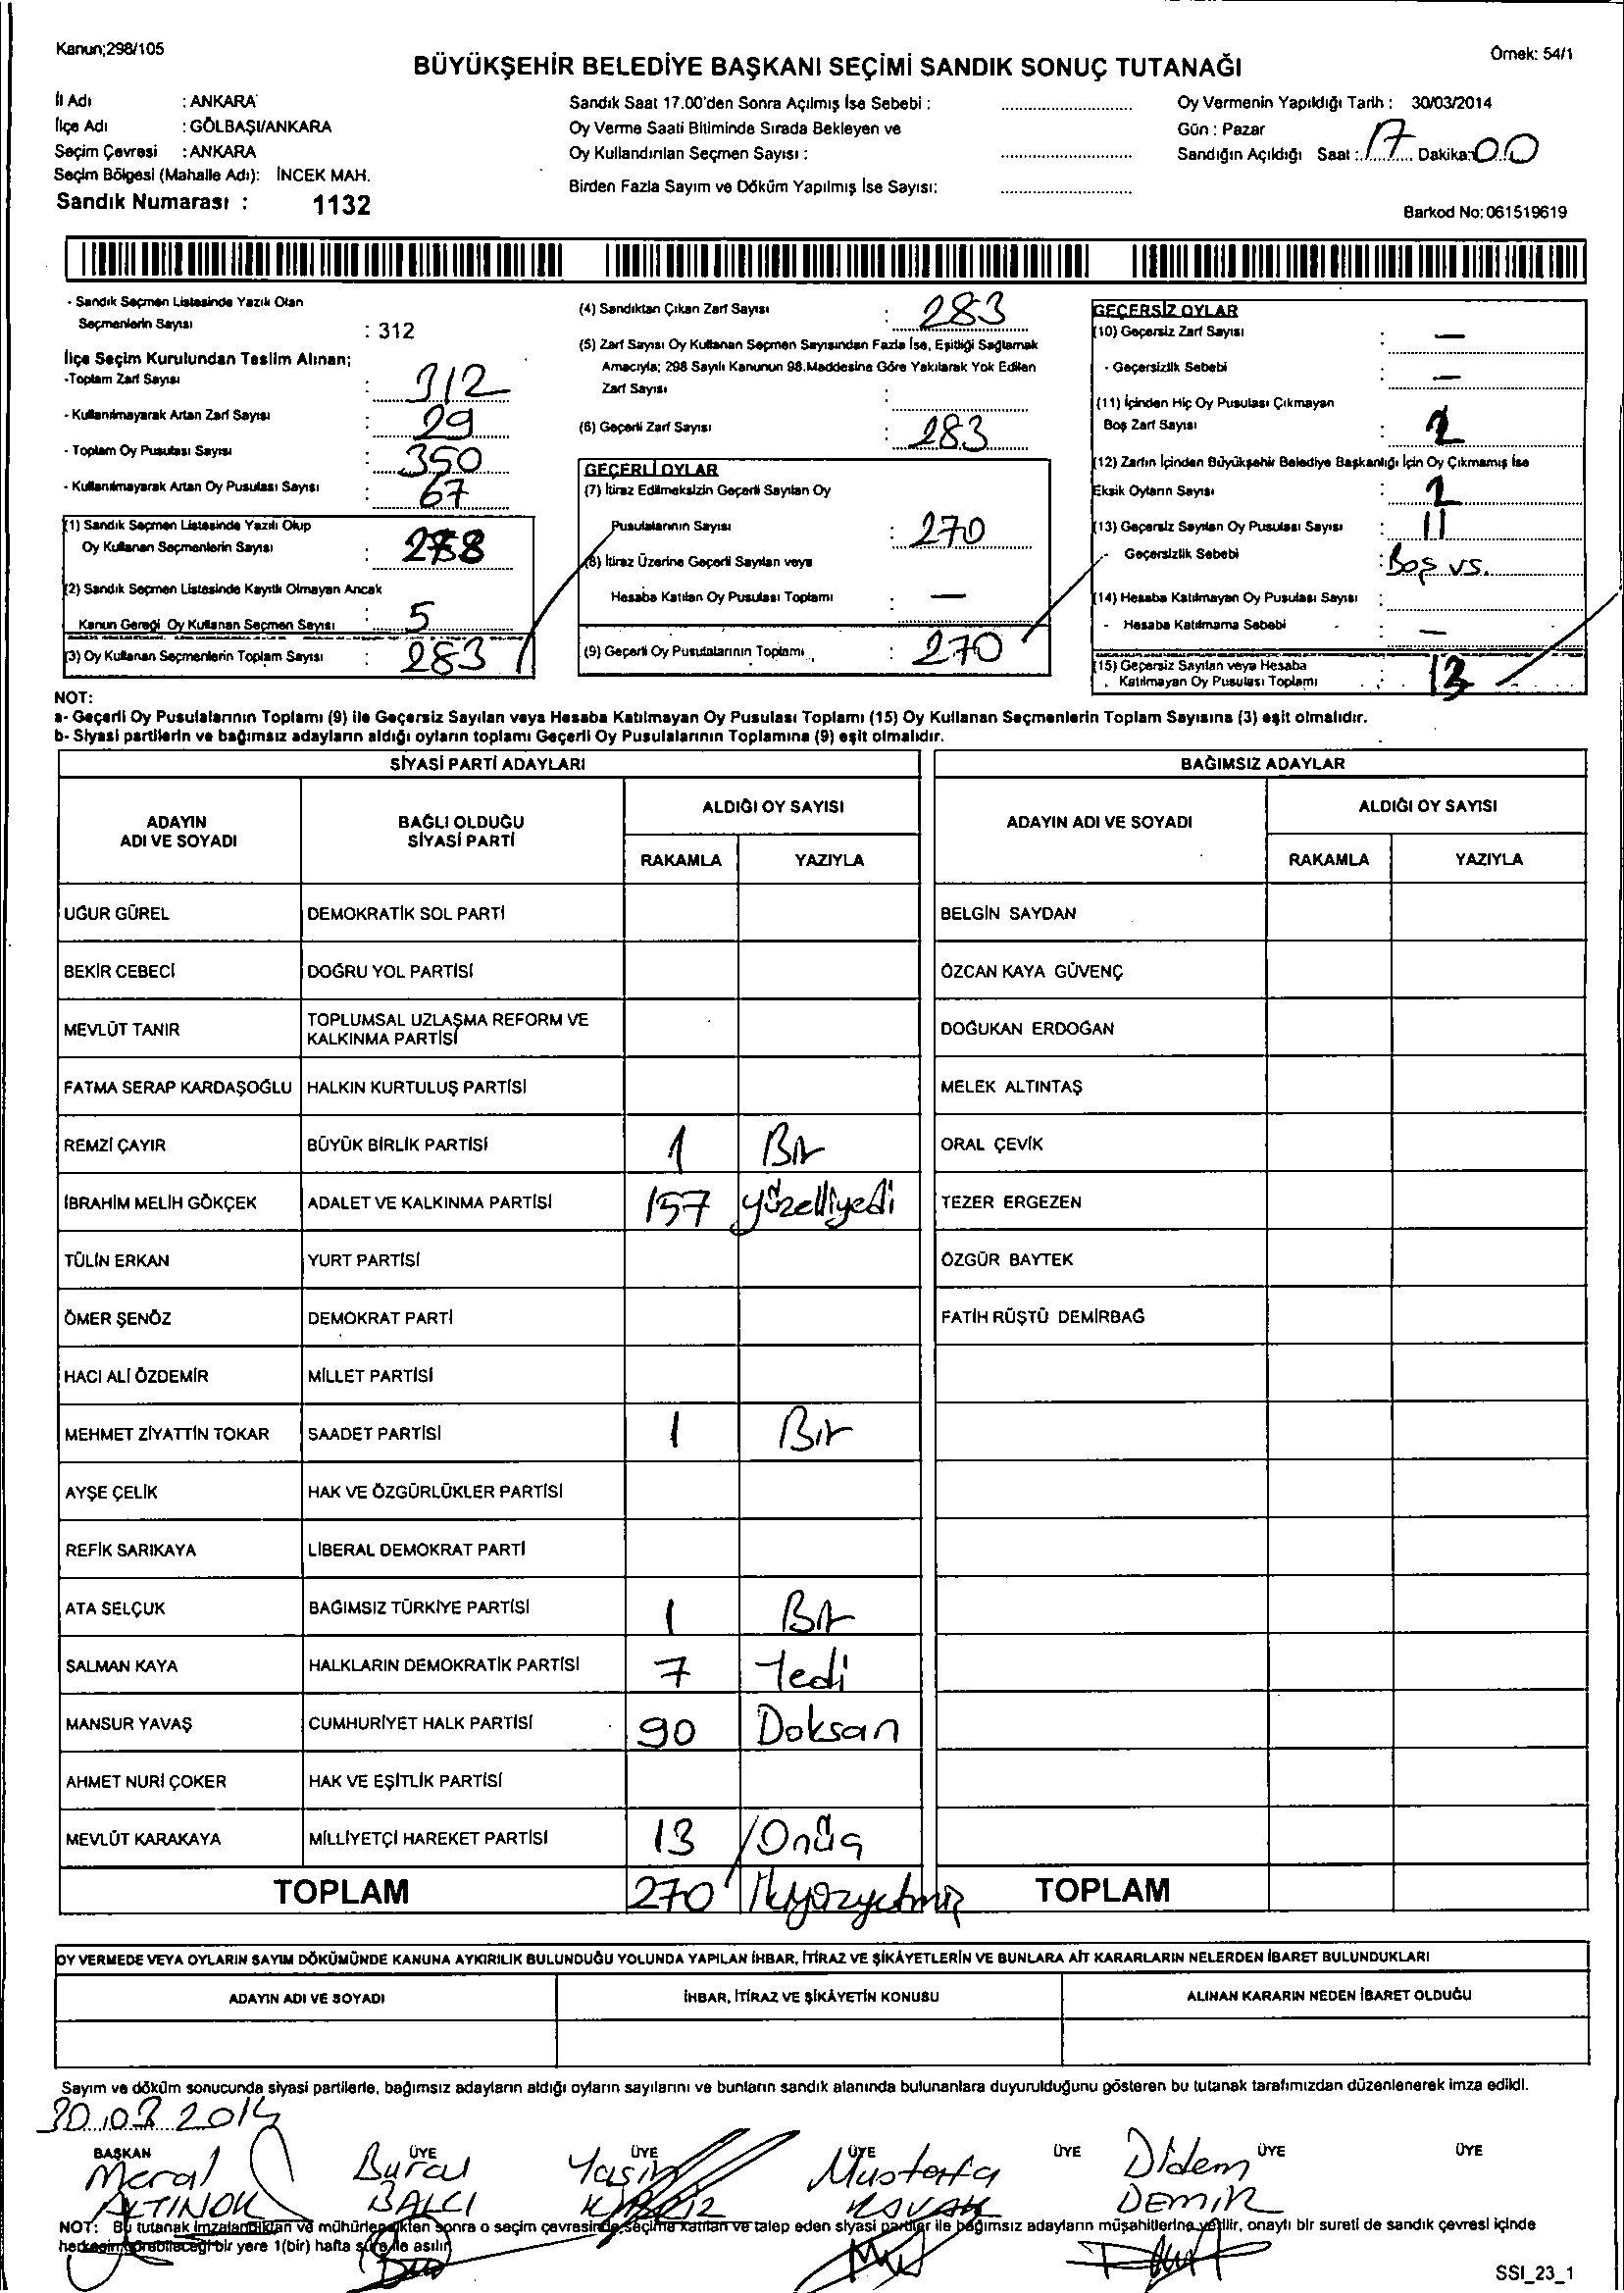 Kanun;298/105
Örnek: 54/1
BÜYÜKŞEHİR BELEDİYE BAŞKANI SEÇİMİ SANDIK SONUÇ TUTANAĞI
İl Adı : ANKARA
İlçe Adı : GÖLBAŞI/ANKARA
Seçim Çevresi : ANKARA
Seçim Bölgesi (Mahalle Adı): İNCEK MAH.
Sandık Numarası : 1132
Sandık Saat 17.00'den Sonra Açılmış İse Sebebi :
Oy Verme Saati Bitiminde Sırada Bekleyen ve
Oy Kullandırılan Seçmen Sayısı :
Birden Fazla Sayım ve Döküm Yapılmış İse Sayısı:
Oy Vermenin Yapıldığı Tarih : 30/03/2014
Gün : Pazar
Sandığın Açıldığı Saat : 17 Dakika: 00
Barkod No: 061519619
- Sandık Seçmen Listesinde Yazılı Olan
Seçmenlerin Sayısı : 312
İlçe Seçim Kurulundan Teslim Alınan;
-Toplam Zarf Sayısı : 312
- Kullanılmayarak Artan Zarf Sayısı : 29
- Toplam Oy Pusulası Sayısı : 350
- Kullanılmayarak Artan Oy Pusulası Sayısı : 67
(1) Sandık Seçmen Listesinde Yazılı Olup
Oy Kullanan Seçmenlerin Sayısı : 278
(2) Sandık Seçmen Listesinde Kayıtlı Olmayan Ancak
Kanun Gereği Oy Kullanan Seçmen Sayısı : 5
(3) Oy Kullanan Seçmenlerin Toplam Sayısı : 283
(4) Sandıktan Çıkan Zarf Sayısı : 283
(5) Zarf Sayısı Oy Kullanan Seçmen Sayısından Fazla İse, Eşitliği Sağlamak
Amacıyla; 298 Sayılı Kanunun 98.Maddesine Göre Yakılarak Yok Edilen
Zarf Sayısı :
(6) Geçerli Zarf Sayısı : 283
GEÇERLİ OYLAR
(7) İtiraz Edilmeksizin Geçerli Sayılan Oy
Pusulalarının Sayısı : 270
(8) İtiraz Üzerine Geçerli Sayılan veya
Hesaba Katılan Oy Pusulası Toplamı : —
(9) Geçerli Oy Pusulalarının Toplamı : 270
GEÇERSİZ OYLAR
(10) Geçersiz Zarf Sayısı : —
- Geçersizlik Sebebi : —
(11) İçinden Hiç Oy Pusulası Çıkmayan
Boş Zarf Sayısı :
(12) Zarfın İçinden Büyükşehir Belediye Başkanlığı İçin Oy Çıkmamış İse
Eksik Oyların Sayısı :
(13) Geçersiz Sayılan Oy Pusulası Sayısı : 11
- Geçersizlik Sebebi : Boş vs.
(14) Hesaba Katılmayan Oy Pusulası Sayısı :
- Hesaba Katılmama Sebebi : —
(15) Geçersiz Sayılan veya Hesaba
Katılmayan Oy Pusulası Toplamı : 13
NOT:
a- Geçerli Oy Pusulalarının Toplamı (9) ile Geçersiz Sayılan veya Hesaba Katılmayan Oy Pusulası Toplamı (15) Oy Kullanan Seçmenlerin Toplam Sayısına (3) eşit olmalıdır.
b- Siyasi partilerin ve bağımsız adayların aldığı oyların toplamı Geçerli Oy Pusulalarının Toplamına (9) eşit olmalıdır.
SİYASİ PARTİ ADAYLARI
ADAYIN ADI VE SOYADI
BAĞLI OLDUĞU SİYASİ PARTİ
ALDIĞI OY SAYISI
RAKAMLA YAZIYLA
UĞUR GÜREL DEMOKRATİK SOL PARTİ
BEKİR CEBECİ DOĞRU YOL PARTİSİ
MEVLÜT TANIR TOPLUMSAL UZLAŞMA REFORM VE KALKINMA PARTİSİ
FATMA SERAP KARDAŞOĞLU HALKIN KURTULUŞ PARTİSİ
REMZİ ÇAYIR BÜYÜK BİRLİK PARTİSİ 1 Bir
İBRAHİM MELİH GÖKÇEK ADALET VE KALKINMA PARTİSİ 157 yüzelliyedi
TÜLİN ERKAN YURT PARTİSİ
ÖMER ŞENÖZ DEMOKRAT PARTİ
HACI ALİ ÖZDEMİR MİLLET PARTİSİ
MEHMET ZİYATTİN TOKAR SAADET PARTİSİ 1 Bir
AYŞE ÇELİK HAK VE ÖZGÜRLÜKLER PARTİSİ
REFİK SARIKAYA LİBERAL DEMOKRAT PARTİ
ATA SELÇUK BAĞIMSIZ TÜRKİYE PARTİSİ 1 Bir
SALMAN KAYA HALKLARIN DEMOKRATİK PARTİSİ 7 Yedi
MANSUR YAVAŞ CUMHURİYET HALK PARTİSİ 90 Doksan
AHMET NURİ ÇOKER HAK VE EŞİTLİK PARTİSİ
MEVLÜT KARAKAYA MİLLİYETÇİ HAREKET PARTİSİ 13 Onüç
TOPLAM 270 İkiyüzyetmiş
BAĞIMSIZ ADAYLAR
ADAYIN ADI VE SOYADI
ALDIĞI OY SAYISI
RAKAMLA YAZIYLA
BELGİN SAYDAN
ÖZCAN KAYA GÜVENÇ
DOĞUKAN ERDOĞAN
MELEK ALTINTAŞ
ORAL ÇEVİK
TEZER ERGEZEN
ÖZGÜR BAYTEK
FATİH RÜŞTÜ DEMİRBAĞ
TOPLAM
OY VERMEDE VEYA OYLARIN SAYIM DÖKÜMÜNDE KANUNA AYKIRILIK BULUNDUĞU YOLUNDA YAPILAN İHBAR, İTİRAZ VE ŞİKÂYETLERİN VE BUNLARA AİT KARARLARIN NELERDEN İBARET BULUNDUKLARI
ADAYIN ADI VE SOYADI İHBAR, İTİRAZ VE ŞİKÂYETİN KONUSU ALINAN KARARIN NEDEN İBARET OLDUĞU
Sayım ve döküm sonucunda siyasi partilerle, bağımsız adayların aldığı oyların sayılarını ve bunların sandık alanında bulunanlara duyurulduğunu gösteren bu tutanak tarafımızdan düzenlenerek imza edildi.
30.03.2014
BAŞKAN ÜYE ÜYE ÜYE ÜYE ÜYE ÜYE
Meral Burcu Yasin Mustafa Didem
ALTINOK BALCI KAVAK DEMİR
NOT: Bu tutanak imzalandıktan ve mühürlendikten sonra o seçim çevresinde seçime katılan ve talep eden siyasi partiler ile bağımsız adayların müşahitlerine verilir, onaylı bir sureti de sandık çevresi içinde
herkesin görebileceği bir yere 1(bir) hafta süre ile asılır.
SSI_23_1